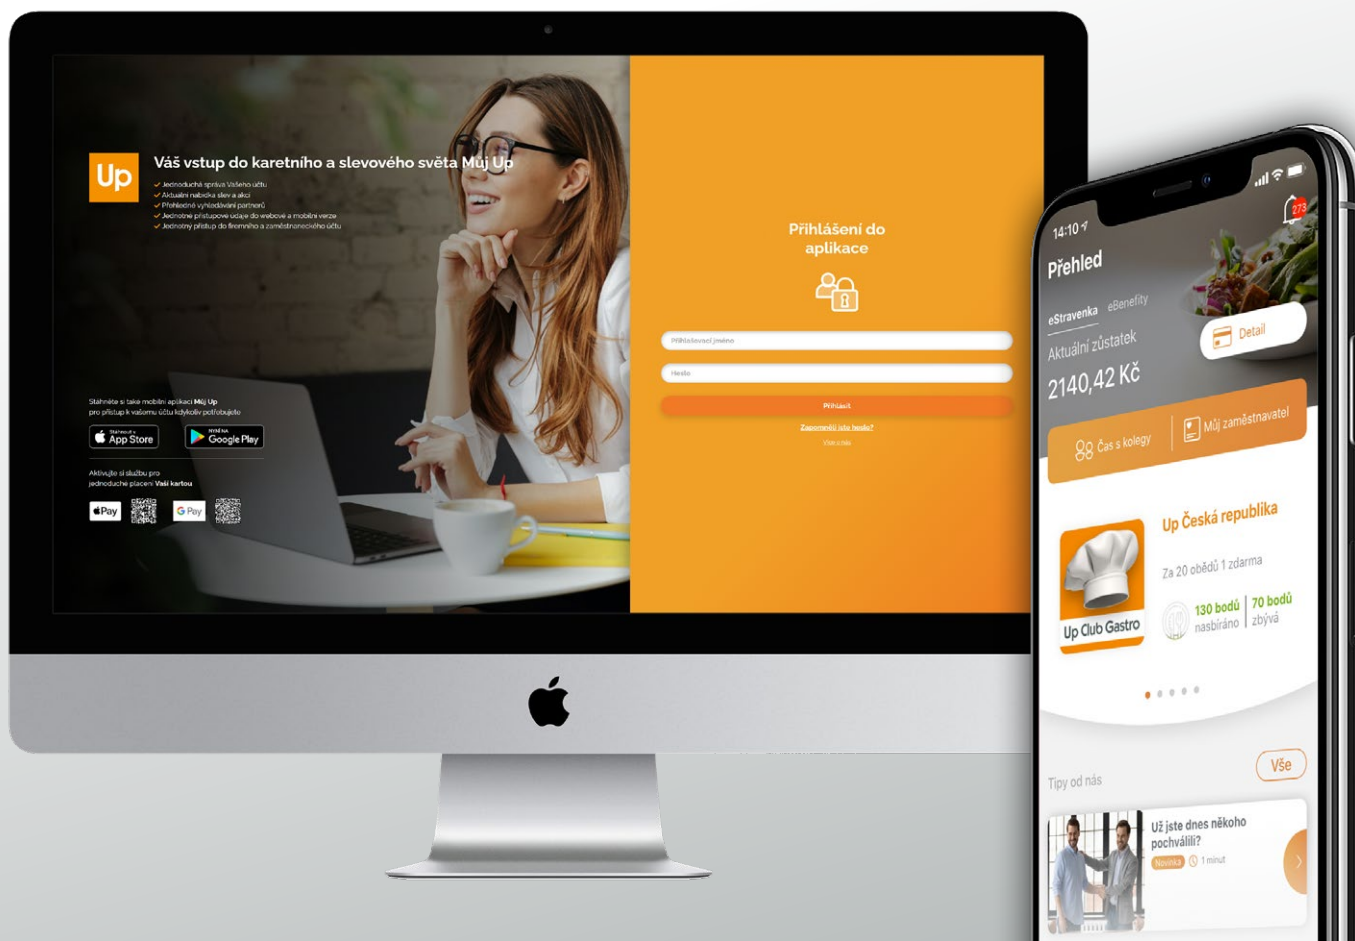 Up
Váš vstup do karetního a slevového světa Můj Up
Jednoduchá správa Vašeho účtu
Aktuální nabídka slev a akcí
Přehledné vyhledávání partnerů
Jednotné přístupové údaje do webové a mobilní verze
Jednotný přístup do firemního a zaměstnaneckého účtu
Stáhněte si také mobilní aplikaci Můj Up
pro přístup k vašemu účtu kdykoliv potřebujete
Stáhnout v
App Store
NYNÍ NA
Google Play
Aktivujte si službu pro
jednoduché placení Vaší kartou
Pay
G Pay
Přihlášení do
aplikace
Přihlašovací jméno
Heslo
Přihlásit
Zapomněli jste heslo?
Více o nás
14:10
273
Přehled
eStravenka eBenefity
Aktuální zůstatek
2140,42 Kč
Detail
Čas s kolegy
Můj zaměstnavatel
Up Club Gastro
Up Česká republika
Za 20 obědů 1 zdarma
130 bodů 70 bodů
nasbíráno zbývá
Tipy od nás
Vše
Už jste dnes někoho
pochválili?
Novinka 1 minut